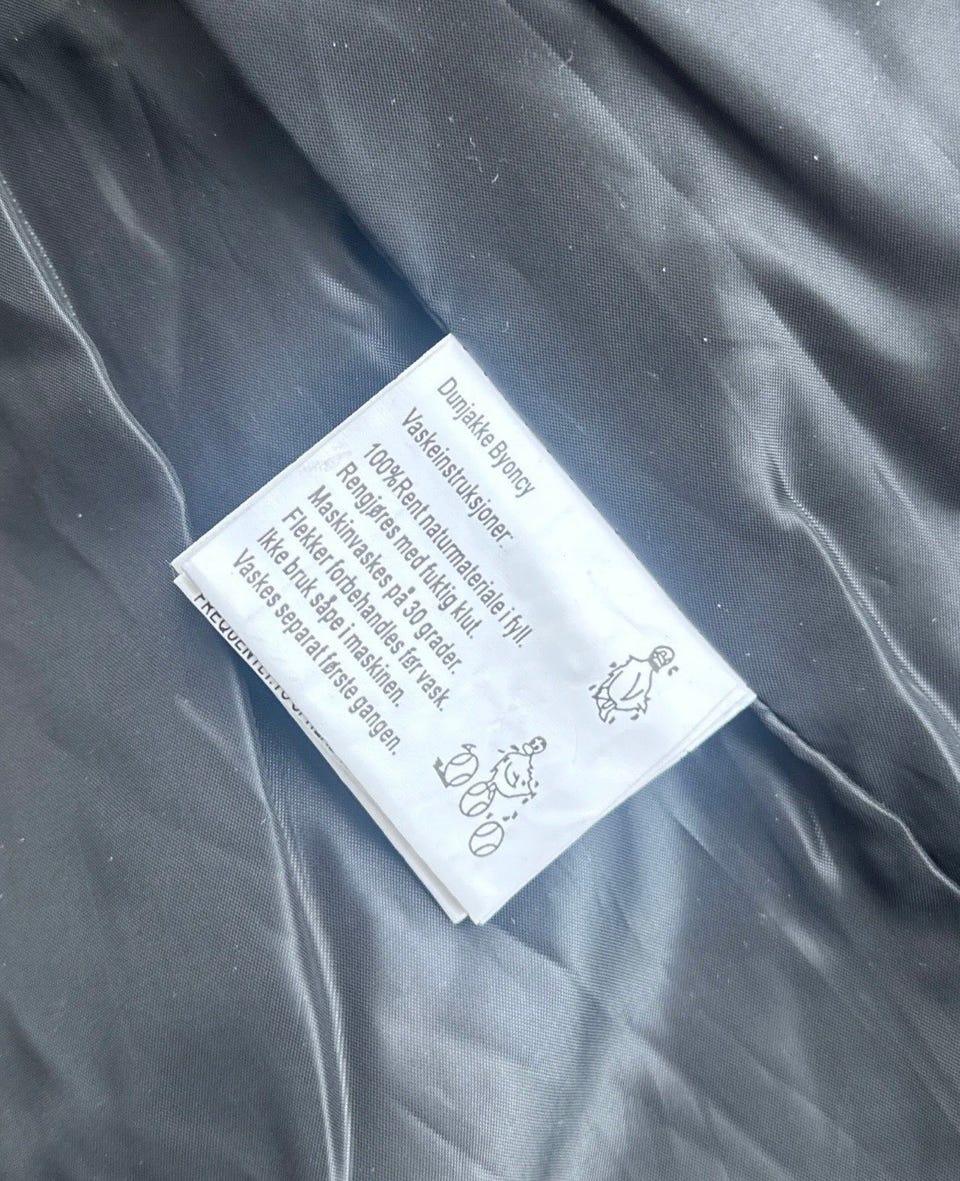 Dunjakke Byoncy
Vaskeinstruksjoner:
100%Rent naturmateriale i fyll.
Rengjøres med fuktig klut.
Maskinvaskes på 30 grader.
Flekker forbehandles før vask.
Ikke bruk såpe i maskinen.
Vaskes separat første gangen.